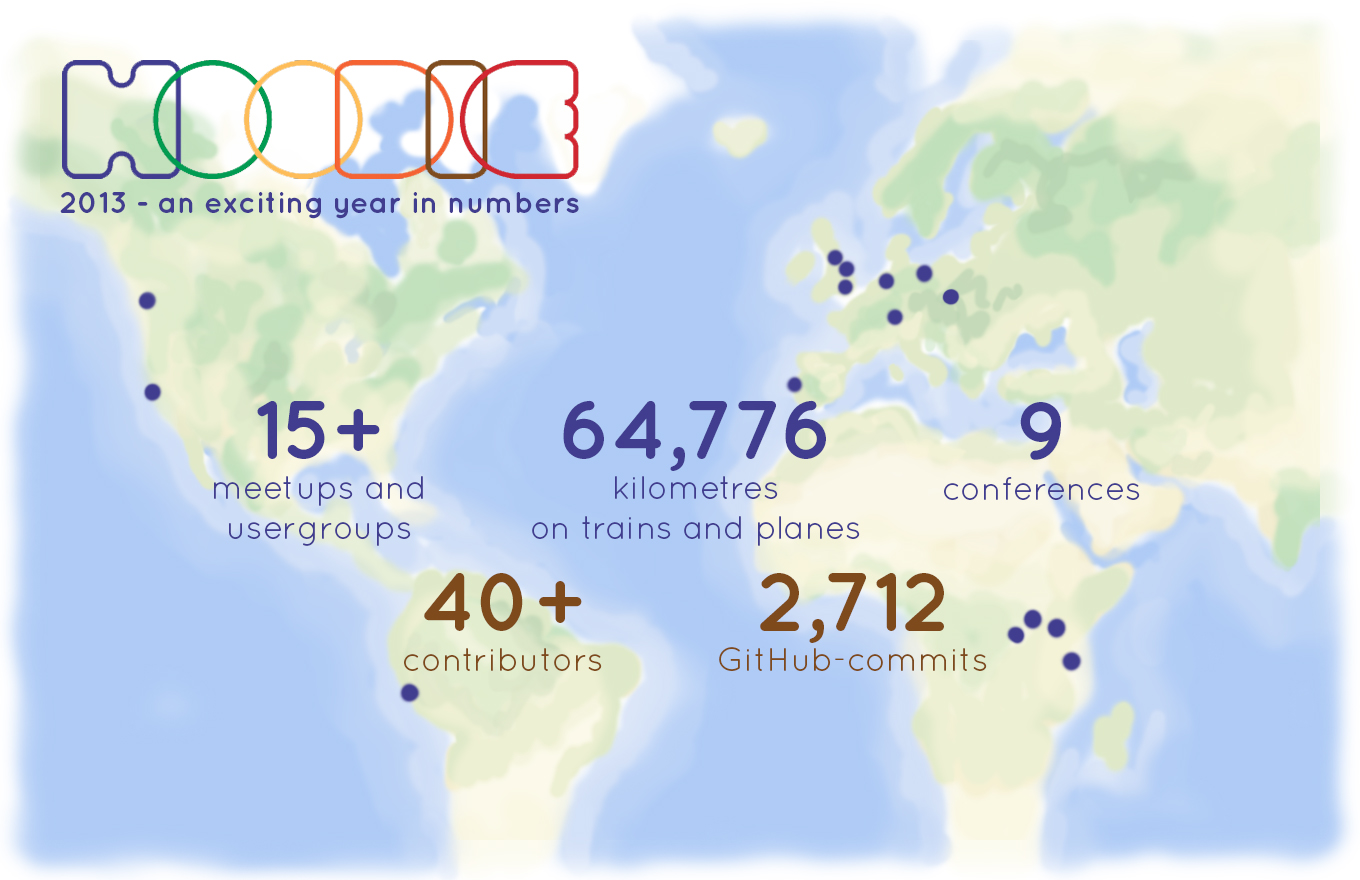 HOODIE
2013 - an exciting year in numbers
15+
meetups and
usergroups
64,776
kilometres
on trains and planes
9
conferences
40+
contributors
2,712
GitHub-commits